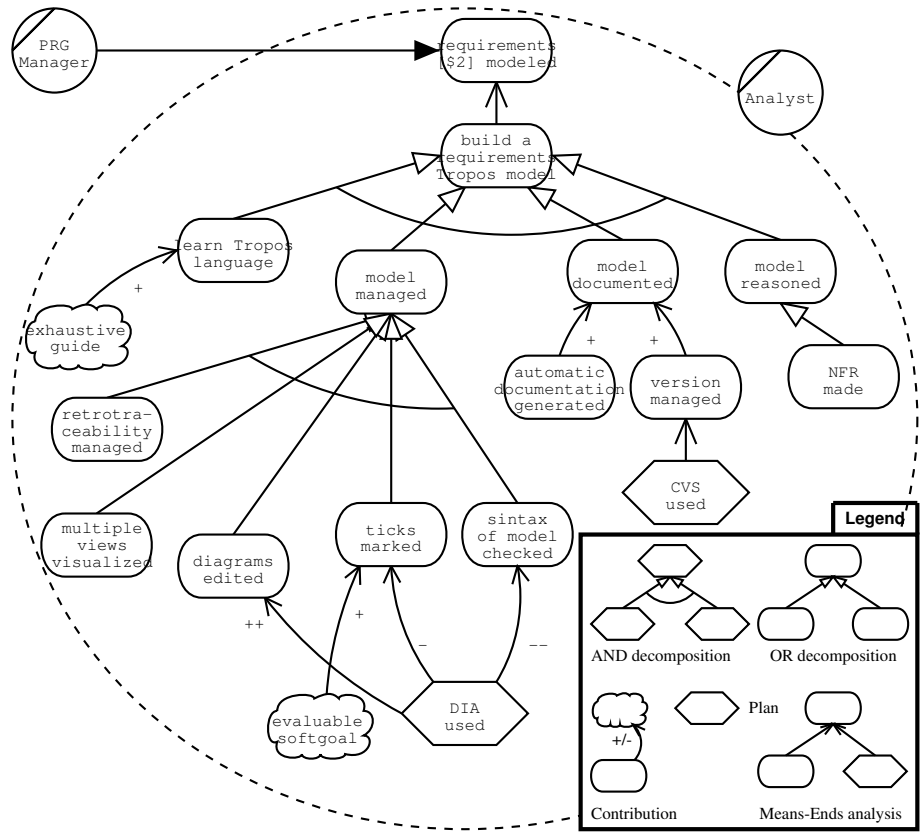 PRG
Manager
requirements
[$2] modeled
Analyst
build a
requirements
Tropos model
learn Tropos
language
model
managed
model
documented
model
reasoned
+
exhaustive
guide
+
+
automatic
documentation
generated
version
managed
NFR
made
retrotra-
ceability
managed
CVS
used
multiple
views
visualized
diagrams
edited
ticks
marked
sintax
of model
checked
++
+
-
--
evaluable
softgoal
DIA
used
Legend
AND decomposition
OR decomposition
Plan
+/-
Contribution
Means-Ends analysis